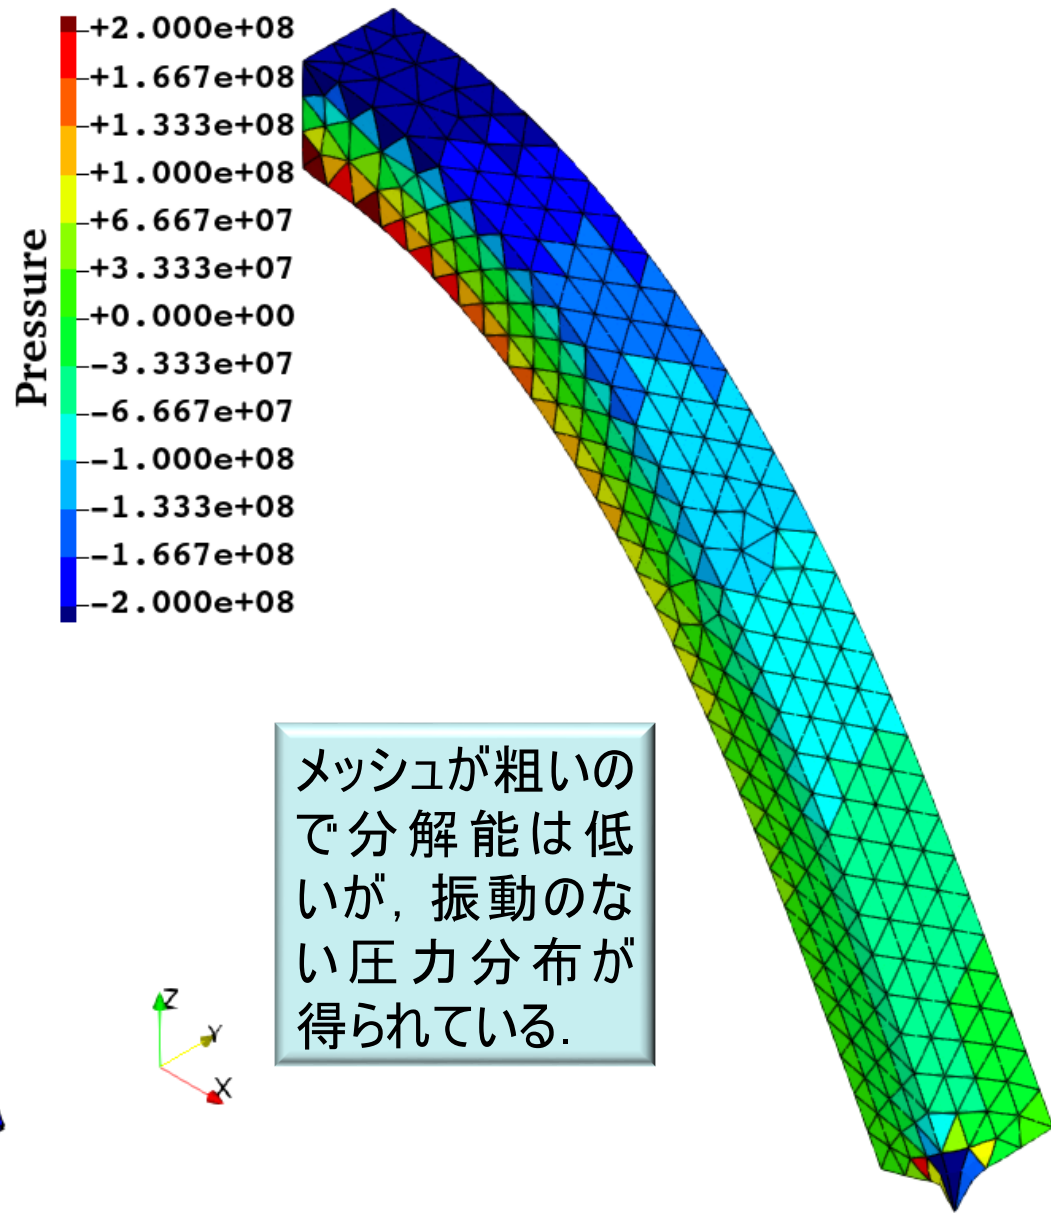 +2.000e+08
+1.667e+08
+1.333e+08
+1.000e+08
+6.667e+07
+3.333e+07
+0.000e+00
-3.333e+07
-6.667e+07
-1.000e+08
-1.333e+08
-1.667e+08
-2.000e+08
Pressure
メッシュが粗いの
で分解能は低
いが，振動のな
い圧力分布が
得られている．
Z
Y
X